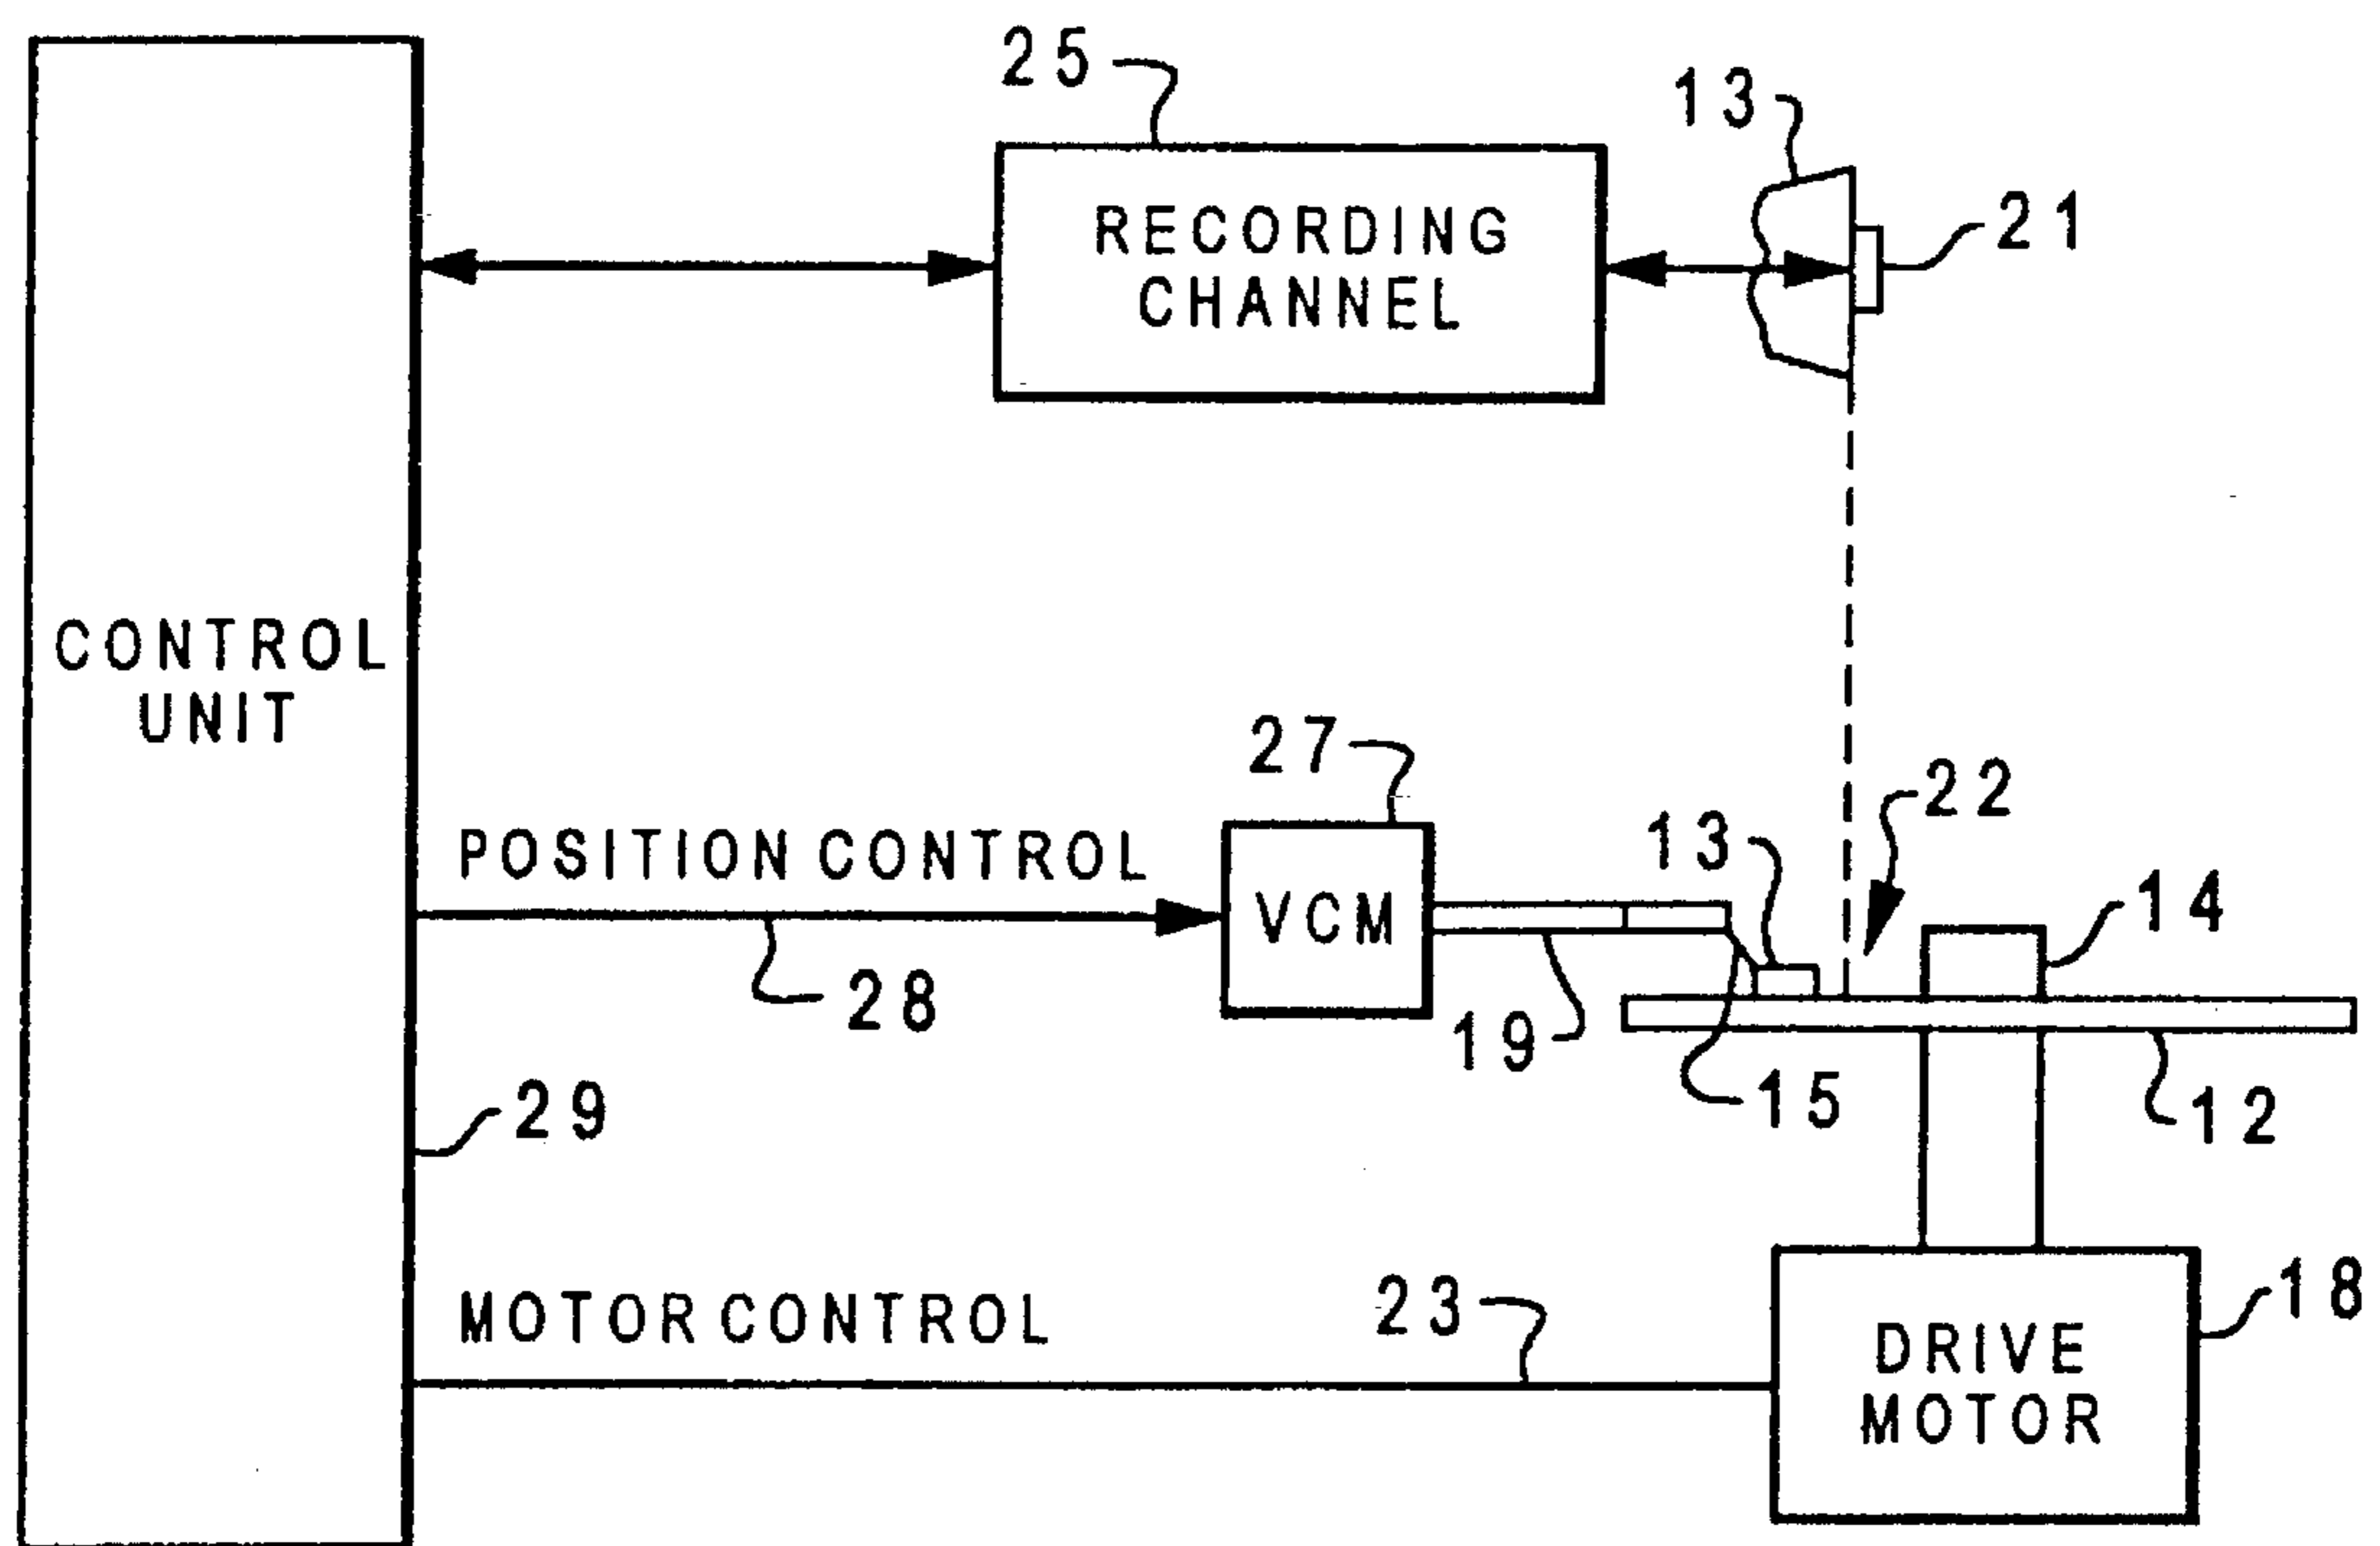 25
13
RECORDING
CHANNEL
21
CONTROL
UNIT
27
22
POSITION CONTROL
13
VCM
14
28
19
15
12
29
MOTOR CONTROL
23
18
DRIVE
MOTOR